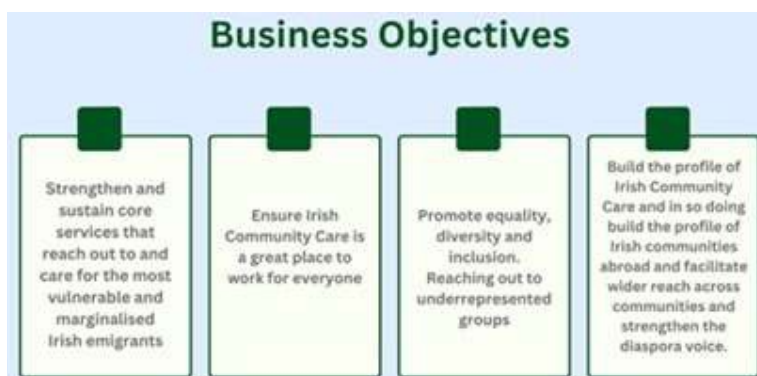 Business Objectives
Strengthen and
sustain core
services that
reach out to and
care for the most
vulnerable and
marginalised
Irish emigrants
Ensure Irish
Community Care is
a great place to
work for everyone
Promote equality,
diversity and
inclusion.
Reaching out to
underrepresented
groups
Build the profile of
Irish Community
Care and in so doing
build the profile of
Irish communities
abroad and facilitate
wider reach across
communities and
strengthen the
diaspora voice.